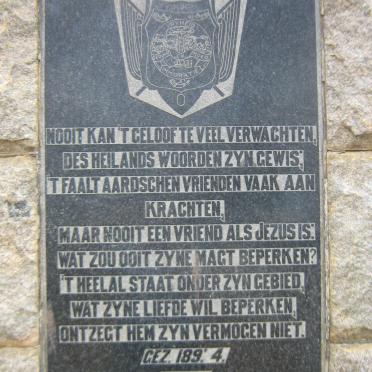 NOOIT KAN 'T GELOOF TE VEEL VERWACHTEN,
DES HEILANDS WOORDEN ZYN GEWIS,
'T FAALT AARDSCHEN VRIENDEN VAAK AAN
KRACHTEN,
MAAR NOOIT EEN VRIEND ALS JEZUS IS:
WAT ZOU OOIT ZYNE MAGT BEPERKEN?
'T HEELAL STAAT ONDER ZYN GEBIED,
WAT ZYNE LIEFDE WIL BEPERKEN,
ONTZEGT HEM ZYN VERMOGEN NIET.
GEZ. 189. 4.